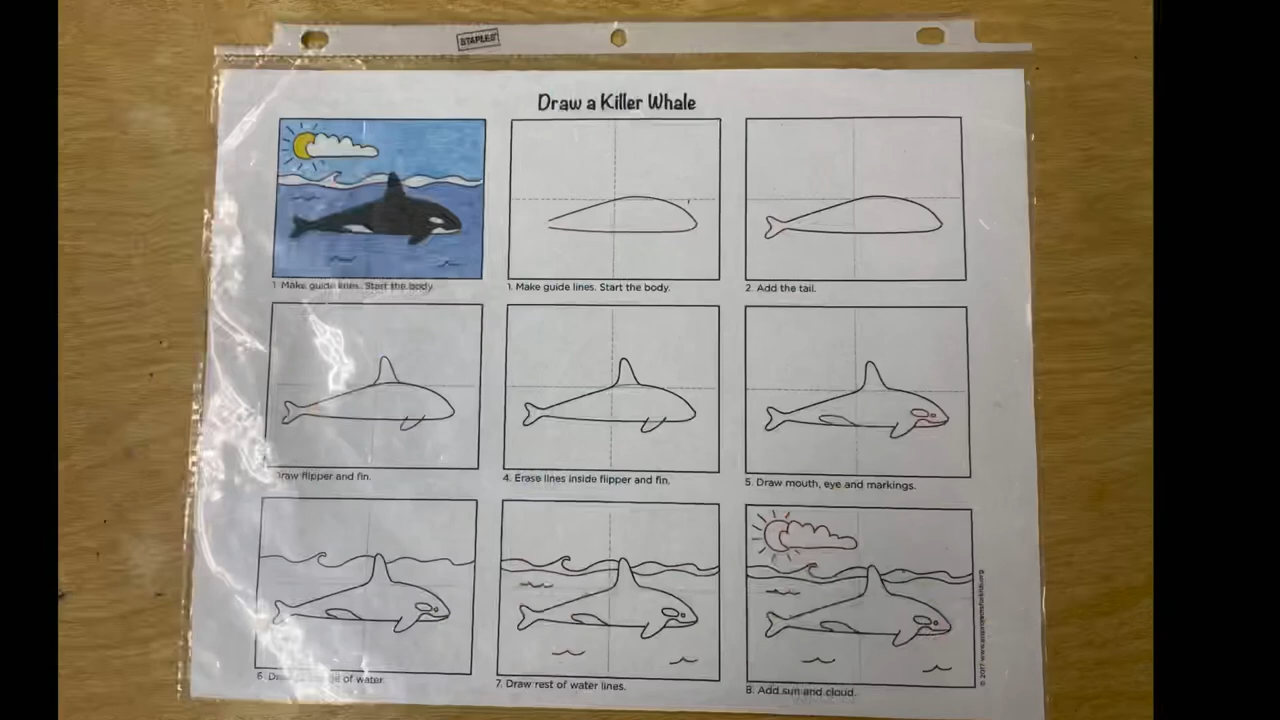 STAPLES
Draw a Killer Whale
1 Make guide lines. Start the body.
1. Make guide lines. Start the body.
2. Add the tail.
raw flipper and fin.
4. Erase lines inside flipper and fin.
5. Draw mouth, eye and markings.
6 of water.
7. Draw rest of water lines.
8. Add sun and cloud.
© 2017